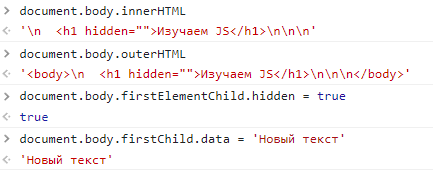 document.body.innerHTML
'\n  <h1 hidden="">Изучаем JS</h1>\n\n\n'
document.body.outerHTML
'<body>\n  <h1 hidden="">Изучаем JS</h1>\n\n\n</body>'
document.body.firstElementChild.hidden = true
true
document.body.firstChild.data = 'Новый текст'
'Новый текст'